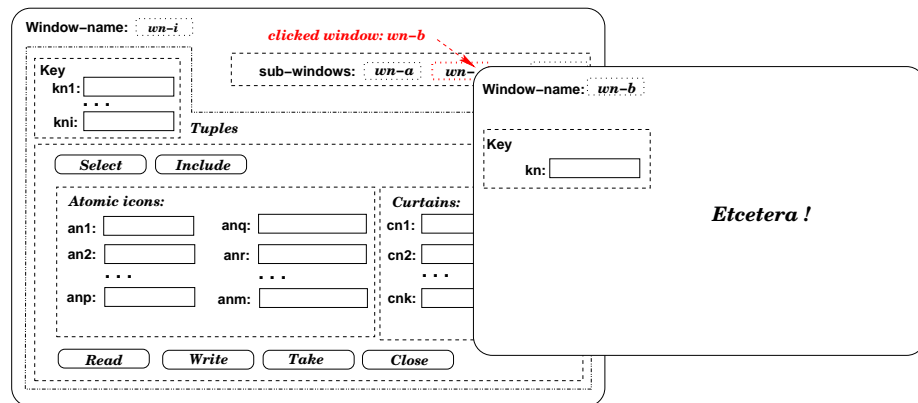 Window-name: wn-i
clicked window: wn-b
sub-windows: wn-a wn-
Key
kn1:
. . .
kni:
Tuples
Select Include
Atomic icons:
an1: anq:
an2: anr:
. . . . . .
anp: anm:
Curtains:
cn1:
cn2:
. . .
cnk:
Read Write Take Close
Window-name: wn-b
Key
kn:
Etcetera !